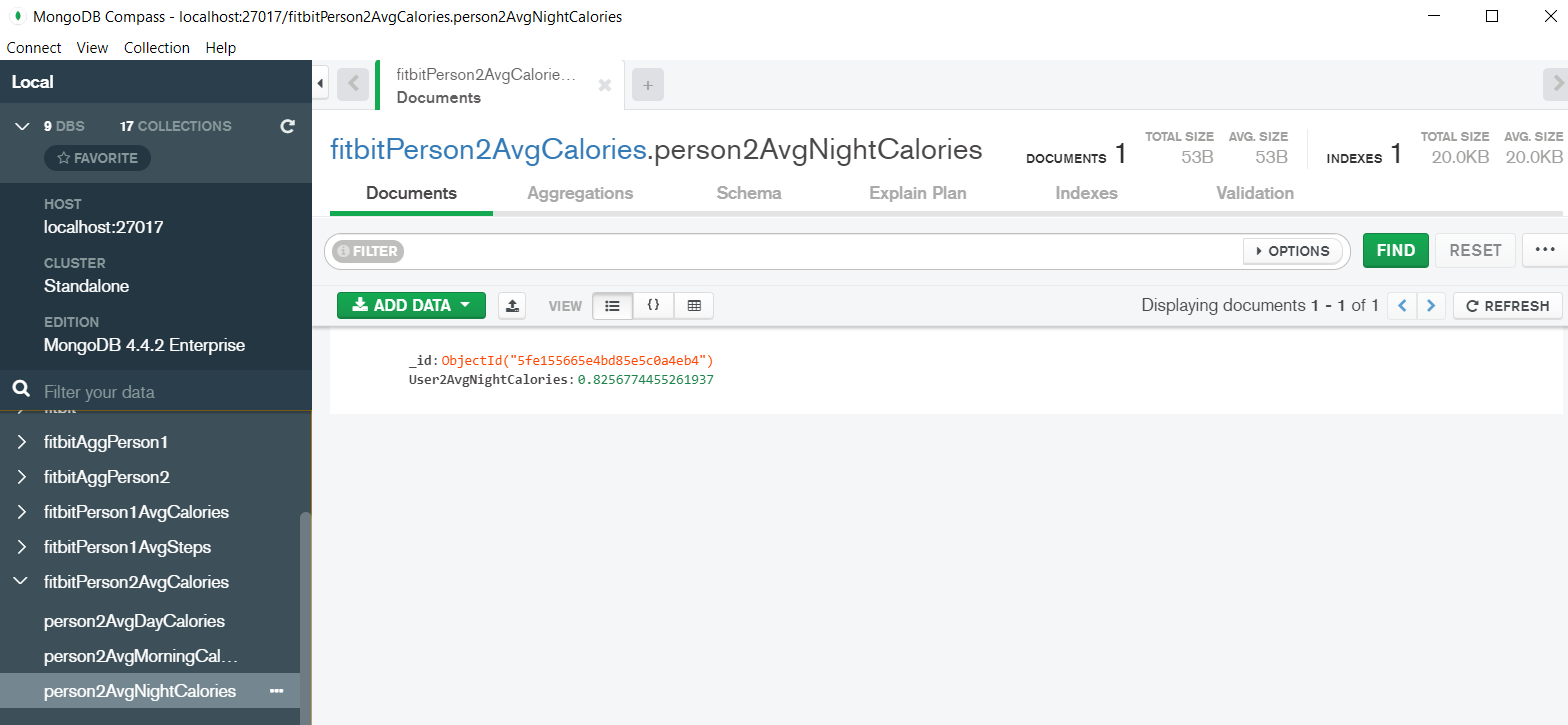 MongoDB Compass - localhost:27017/fitbitPerson2AvgCalories.person2AvgNightCalories
Connect View Collection Help
Local
9 DBS 17 COLLECTIONS
FAVORITE
HOST
localhost:27017
CLUSTER
Standalone
EDITION
MongoDB 4.4.2 Enterprise
Filter your data
fitbit
fitbitAggPerson1
fitbitAggPerson2
fitbitPerson1AvgCalories
fitbitPerson1AvgSteps
fitbitPerson2AvgCalories
person2AvgDayCalories
person2AvgMorningCal...
person2AvgNightCalories
fitbitPerson2AvgCalorie...
Documents
fitbitPerson2AvgCalories.person2AvgNightCalories
DOCUMENTS 1
TOTAL SIZE
53B
AVG. SIZE
53B
INDEXES 1
TOTAL SIZE
20.0KB
AVG. SIZE
20.0KB
Documents Aggregations Schema Explain Plan Indexes Validation
FILTER
OPTIONS
FIND
RESET
ADD DATA
VIEW
{}
Displaying documents 1 - 1 of 1
REFRESH
_id: ObjectId("5fe155665e4bd85e5c0a4eb4")
User2AvgNightCalories: 0.8256774455261937